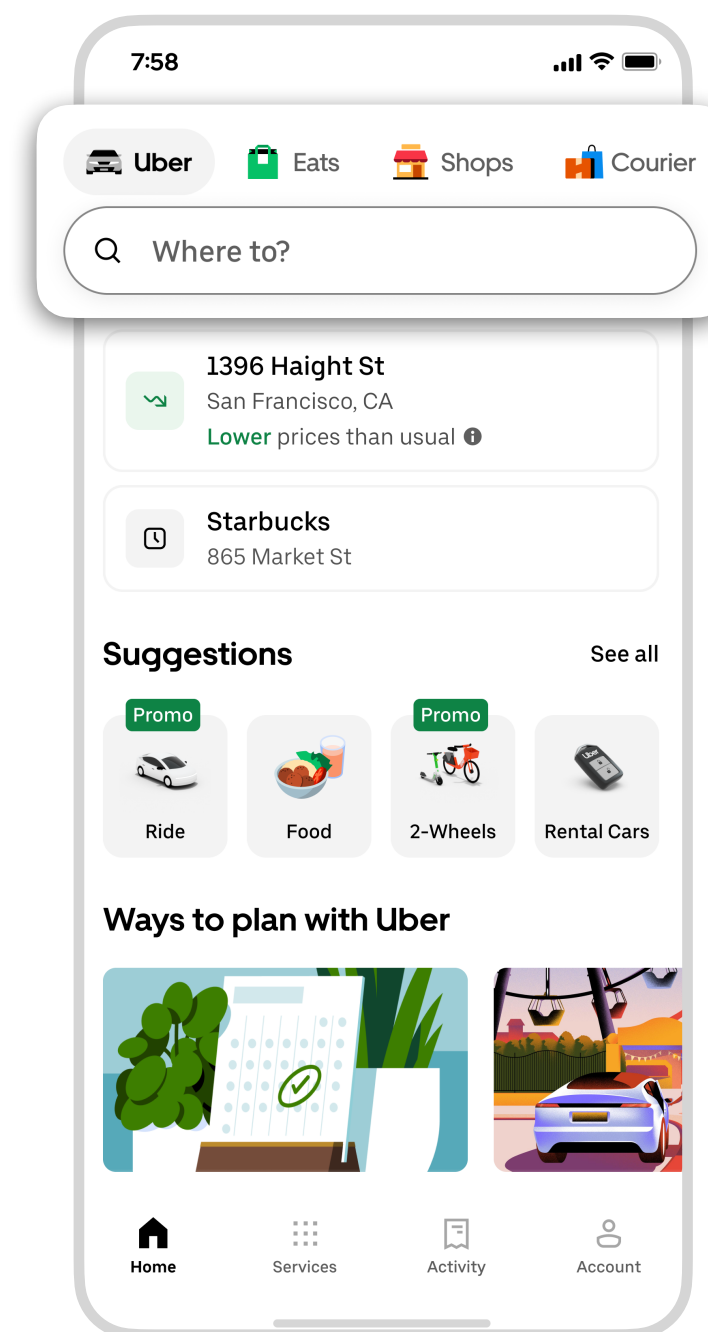 7:58
Uber
Eats
Shops
Courier
Where to?
1396 Haight St
San Francisco, CA
Lower prices than usual
Starbucks
865 Market St
Suggestions
See all
Promo
Promo
Uber
Ride
Food
2-Wheels
Rental Cars
Ways to plan with Uber
Home
Services
Activity
Account